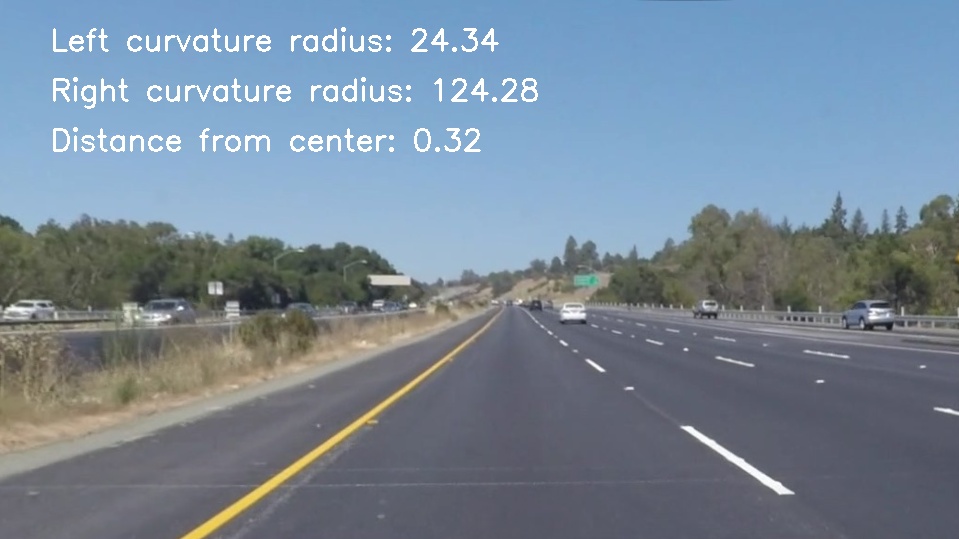 Left curvature radius: 24.34
Right curvature radius: 124.28
Distance from center: 0.32